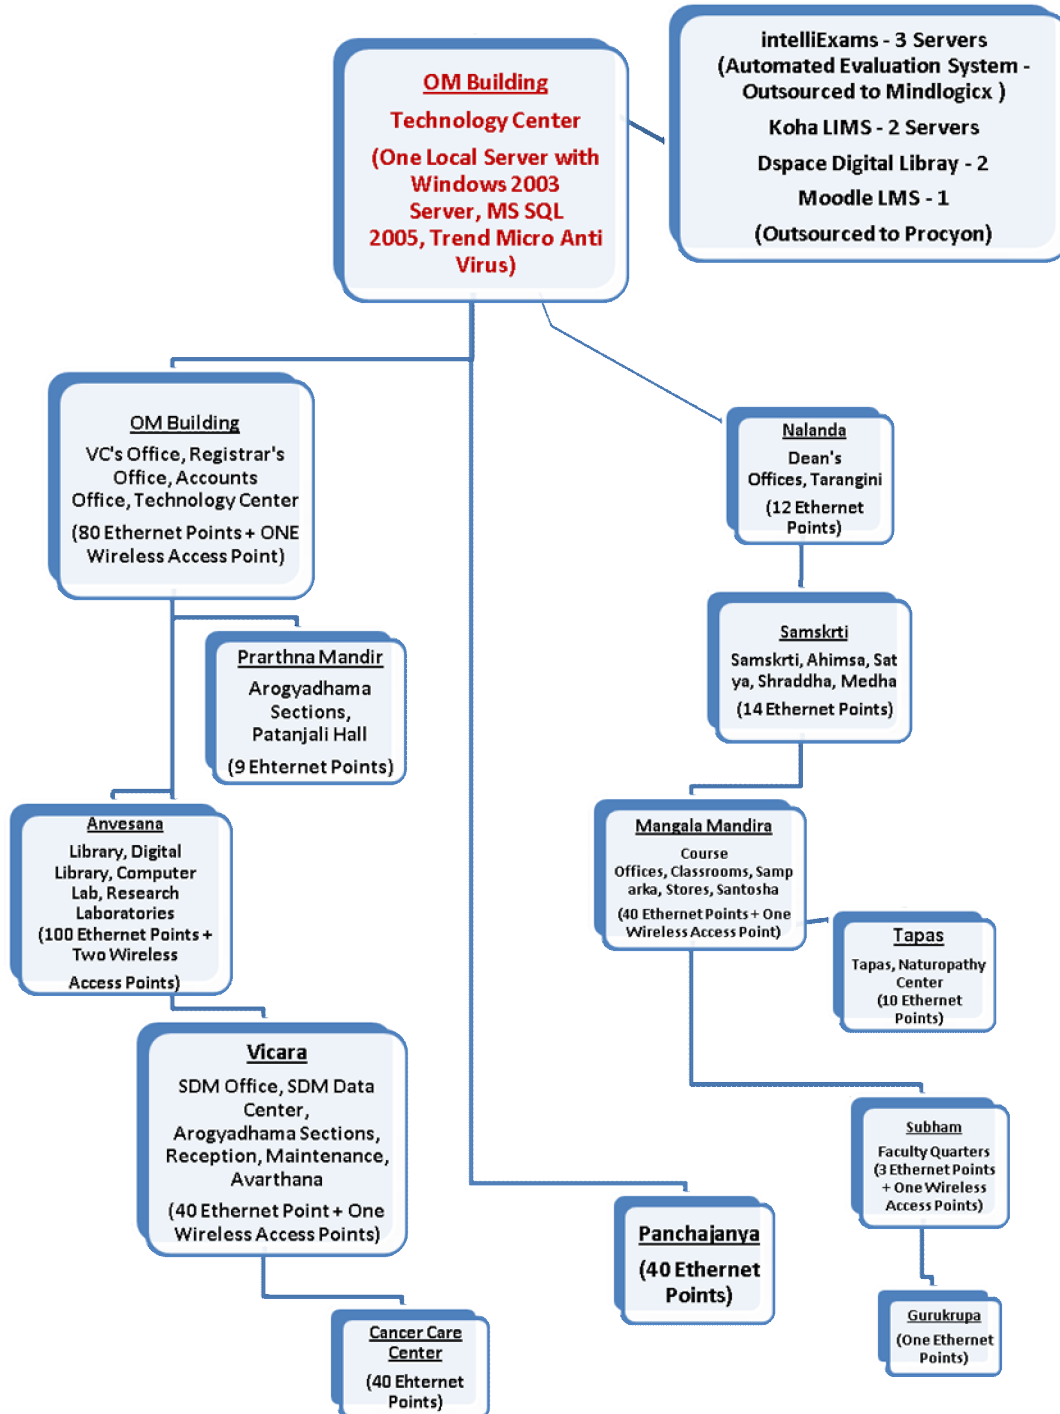 OM Building
Technology Center
(One Local Server with
Windows 2003
Server, MS SQL
2005, Trend Micro Anti
Virus)
intelliExams - 3 Servers
(Automated Evaluation System -
Outsourced to Mindlogicx )
Koha LIMS - 2 Servers
Dspace Digital Libray - 2
Moodle LMS - 1
(Outsourced to Procyon)
OM Building
VC's Office, Registrar's
Office, Accounts
Office, Technology Center
(80 Ethernet Points + ONE
Wireless Access Point)
Nalanda
Dean's
Offices, Tarangini
(12 Ethernet
Points)
Prarthna Mandir
Arogyadhama
Sections,
Patanjali Hall
(9 Ehternet Points)
Samskrti
Samskrti, Ahimsa, Sat
ya, Shraddha, Medha
(14 Ethernet Points)
Anvesana
Library, Digital
Library, Computer
Lab, Research
Laboratories
(100 Ethernet Points +
Two Wireless
Access Points)
Mangala Mandira
Course
Offices, Classrooms, Samp
arka, Stores, Santosha
(40 Ethernet Points + One
Wireless Access Point)
Tapas
Tapas, Naturopathy
Center
(10 Ethernet
Points)
Vicara
SDM Office, SDM Data
Center,
Arogyadhama Sections,
Reception, Maintenance,
Avarthana
(40 Ethernet Point + One
Wireless Access Points)
Subham
Faculty Quarters
(3 Ethernet Points
+ One Wireless
Access Points)
Panchajanya
(40 Ethernet
Points)
Gurukrupa
(One Ethernet
Points)
Cancer Care
Center
(40 Ehternet
Points)